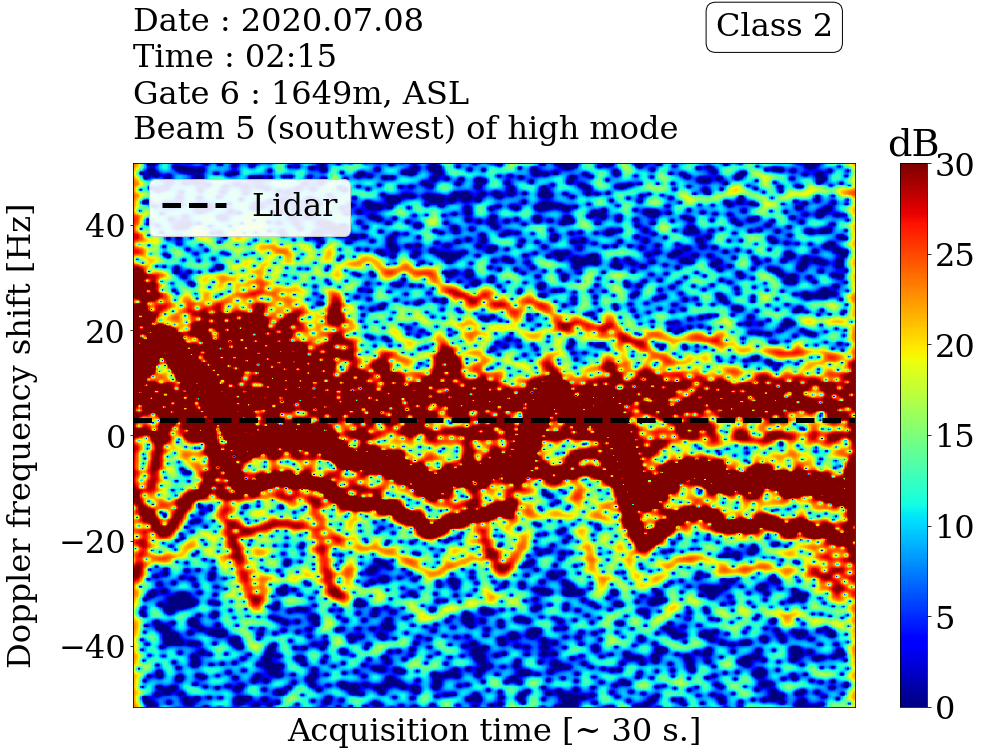 Date : 2020.07.08
Time : 02:15
Gate 6 : 1649m, ASL
Beam 5 (southwest) of high mode
Class 2
dB
Lidar
Doppler frequency shift [Hz]
40
20
0
−20
−40
30
25
20
15
10
5
0
Acquisition time [~ 30 s.]